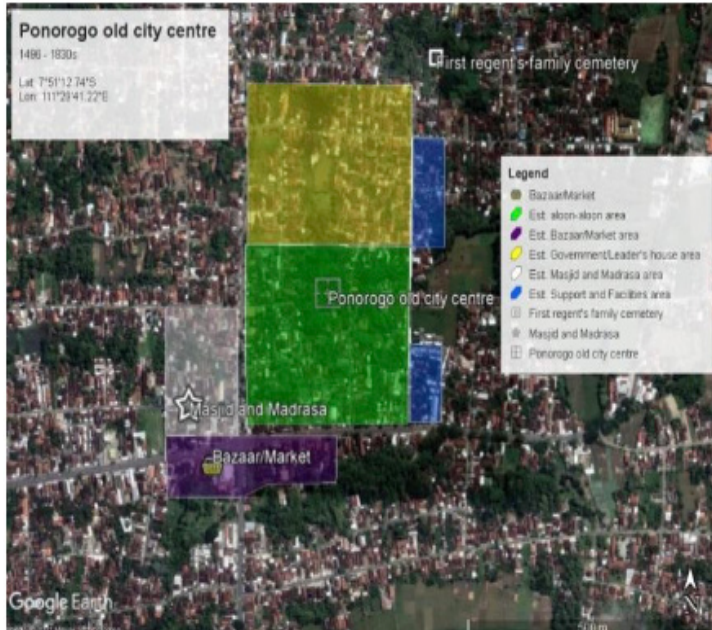 Ponorogo old city centre
1486 - 1830s
Lat: 7°51'12.74"S
Lon: 111°29'41.22"E
First regent's family cemetery
Legend
Bazaar/Market
Est. aloon-aloon area
Est. Bazaar/Market area
Est. Government/Leader's house area
Est. Masjid and Madrasa area
Est. Support and Facilities area
First regent's family cemetery
Masjid and Madrasa
Ponorogo old city centre
Ponorogo old city centre
Masjid and Madrasa
Bazaar/Market
Google Earth
N